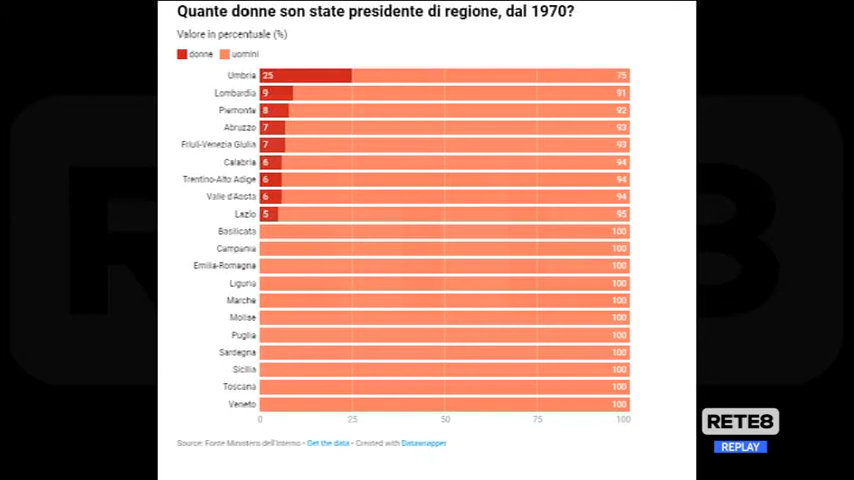 Quante donne son state presidente di regione, dal 1970?
Valore in percentuale (%)
donne uomini
Umbria 25 75
Lombardia 9 91
Piemonte 8 92
Abruzzo 7 93
Friuli-Venezia Giulia 7 93
Calabria 6 94
Trentino-Alto Adige 6 94
Valle d'Aosta 6 94
Lazio 5 95
Basilicata 100
Campania 100
Emilia-Romagna 100
Liguria 100
Marche 100
Molise 100
Puglia 100
Sardegna 100
Sicilia 100
Toscana 100
Veneto 100
0 25 50 75 100
Source: Fonte Ministero dell'Interno • Get the data • Created with Datawrapper
RETE8
REPLAY
R 8